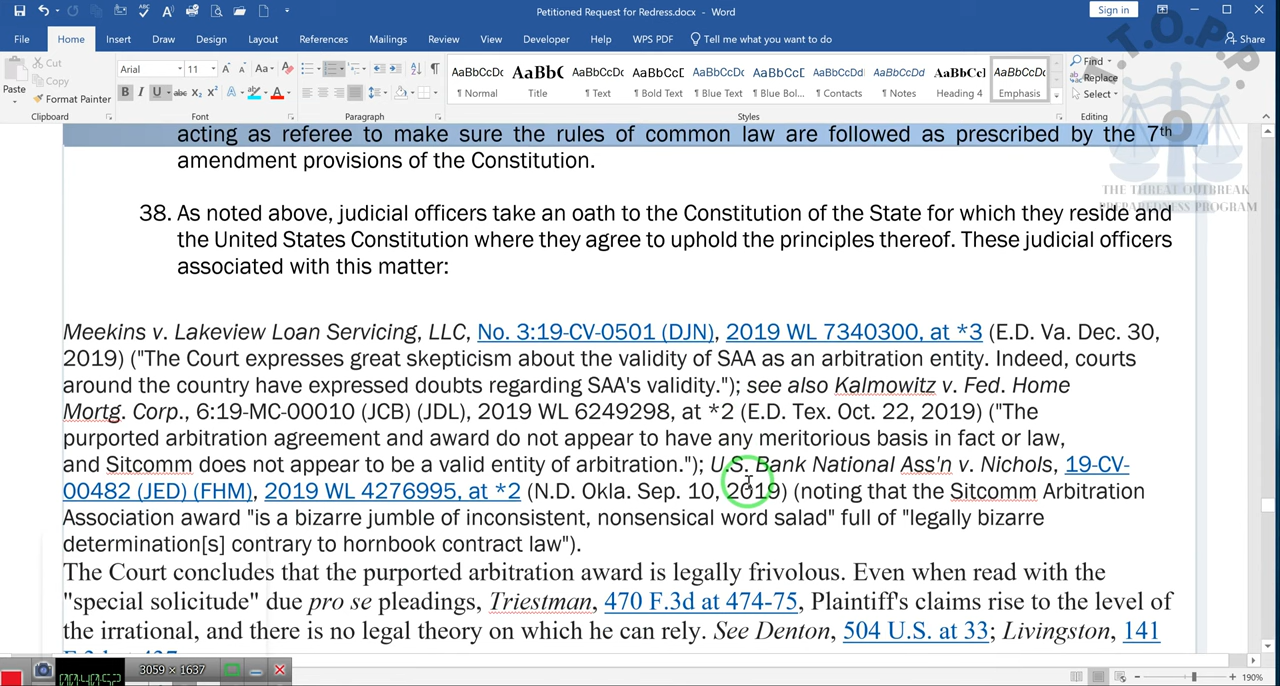 Petitioned Request for Redress.docx - Word
Sign in
File Home Insert Draw Design Layout References Mailings Review View Developer Help WPS PDF Tell me what you want to do
Share
T.O.P.P.
Paste
Cut
Copy
Format Painter
Arial 11
AaBbCcDc AaBbC AaBbCcDc AaBbCcD AaBbCcDd AaBbCcD AaBbCcDd AaBbCcDd AaBbCcl AaBbCcDc
¶ Normal Title ¶ Text ¶ Bold Text ¶ Blue Text ¶ Blue Bol... ¶ Contacts ¶ Notes Heading 4 Emphasis
Find
Replace
Select
Clipboard Font Paragraph Styles Editing
acting as referee to make sure the rules of common law are followed as prescribed by the 7th
amendment provisions of the Constitution.
THE THREAT OUTBREAK
PREPAREDNESS PROGRAM
38. As noted above, judicial officers take an oath to the Constitution of the State for which they reside and
the United States Constitution where they agree to uphold the principles thereof. These judicial officers
associated with this matter:
Meekins v. Lakeview Loan Servicing, LLC, No. 3:19-CV-0501 (DJN), 2019 WL 7340300, at *3 (E.D. Va. Dec. 30,
2019) ("The Court expresses great skepticism about the validity of SAA as an arbitration entity. Indeed, courts
around the country have expressed doubts regarding SAA's validity."); see also Kalmowitz v. Fed. Home
Mortg. Corp., 6:19-MC-00010 (JCB) (JDL), 2019 WL 6249298, at *2 (E.D. Tex. Oct. 22, 2019) ("The
purported arbitration agreement and award do not appear to have any meritorious basis in fact or law,
and Sitcomm does not appear to be a valid entity of arbitration."); U.S. Bank National Ass'n v. Nichols, 19-CV-
00482 (JED) (FHM), 2019 WL 4276995, at *2 (N.D. Okla. Sep. 10, 2019) (noting that the Sitcomm Arbitration
Association award "is a bizarre jumble of inconsistent, nonsensical word salad" full of "legally bizarre
determination[s] contrary to hornbook contract law").
The Court concludes that the purported arbitration award is legally frivolous. Even when read with the
"special solicitude" due pro se pleadings, Triestman, 470 F.3d at 474-75, Plaintiff's claims rise to the level of
the irrational, and there is no legal theory on which he can rely. See Denton, 504 U.S. at 33; Livingston, 141
3059 × 1637
190%